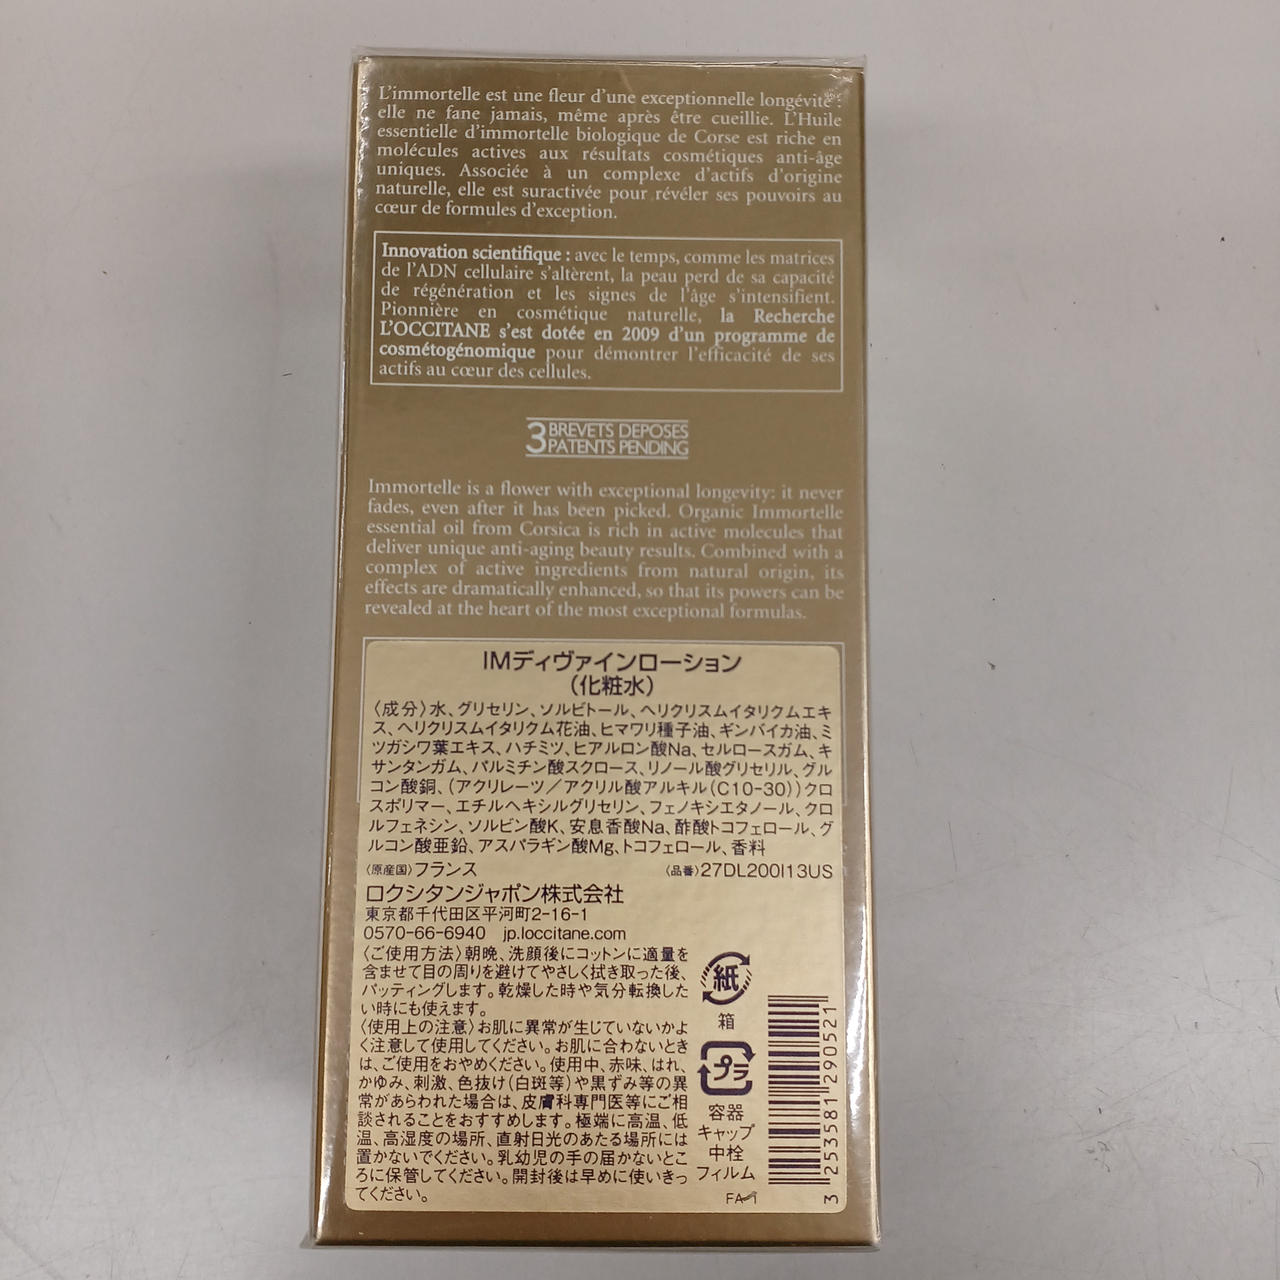 L'immortelle est une fleur d'une exceptionnelle longévité :
elle ne fane jamais, même après être cueillie. L'Huile
essentielle d'immortelle biologique de Corse est riche en
molécules actives aux résultats cosmétiques anti-âge
uniques. Associée à un complexe d'actifs d'origine
naturelle, elle est suractivée pour révéler ses pouvoirs au
cœur de formules d'exception.
Innovation scientifique : avec le temps, comme les matrices
de l'ADN cellulaire s'altèrent, la peau perd de sa capacité
de régénération et les signes de l'âge s'intensifient.
Pionnière en cosmétique naturelle, la Recherche
L'OCCITANE s'est dotée en 2009 d'un programme de
cosmétogénomique pour démontrer l'efficacité de ses
actifs au cœur des cellules.
3 BREVETS DEPOSES
PATENTS PENDING
Immortelle is a flower with exceptional longevity: it never
fades, even after it has been picked. Organic Immortelle
essential oil from Corsica is rich in active molecules that
deliver unique anti-aging beauty results. Combined with a
complex of active ingredients from natural origin, its
effects are dramatically enhanced, so that its powers can be
revealed at the heart of the most exceptional formulas.
IMディヴァインローション
(化粧水)
〈成分〉水、グリセリン、ソルビトール、ヘリクリスムイタリクムエキ
ス、ヘリクリスムイタリクム花油、ヒマワリ種子油、ギンバイカ油、ミ
ツガシワ葉エキス、ハチミツ、ヒアルロン酸Na、セルロースガム、キ
サンタンガム、パルミチン酸スクロース、リノール酸グリセリル、グル
コン酸銅、(アクリレーツ／アクリル酸アルキル(C10-30))クロ
スポリマー、エチルヘキシルグリセリン、フェノキシエタノール、クロ
ルフェネシン、ソルビン酸K、安息香酸Na、酢酸トコフェロール、グ
ルコン酸亜鉛、アスパラギン酸Mg、トコフェロール、香料
〈原産国〉フランス 〈品番〉27DL200I13US
ロクシタンジャポン株式会社
東京都千代田区平河町2-16-1
0570-66-6940 jp.loccitane.com
〈ご使用方法〉朝晩、洗顔後にコットンに適量を
含ませて目の周りを避けてやさしく拭き取った後、
パッティングします。乾燥した時や気分転換した
い時にも使えます。
〈使用上の注意〉お肌に異常が生じていないかよ
く注意して使用してください。お肌に合わないとき
は、ご使用をおやめください。使用中、赤味、はれ、
かゆみ、刺激、色抜け(白斑等)や黒ずみ等の異
常があらわれた場合は、皮膚科専門医等にご相
談されることをおすすめします。極端に高温、低
温、高湿度の場所、直射日光のあたる場所には
置かないでください。乳幼児の手の届かないとこ
ろに保管してください。開封後は早めに使いきっ
てください。
紙
箱
プラ
容器
キャップ
中栓
フィルム
FA-1
3 253581 290521